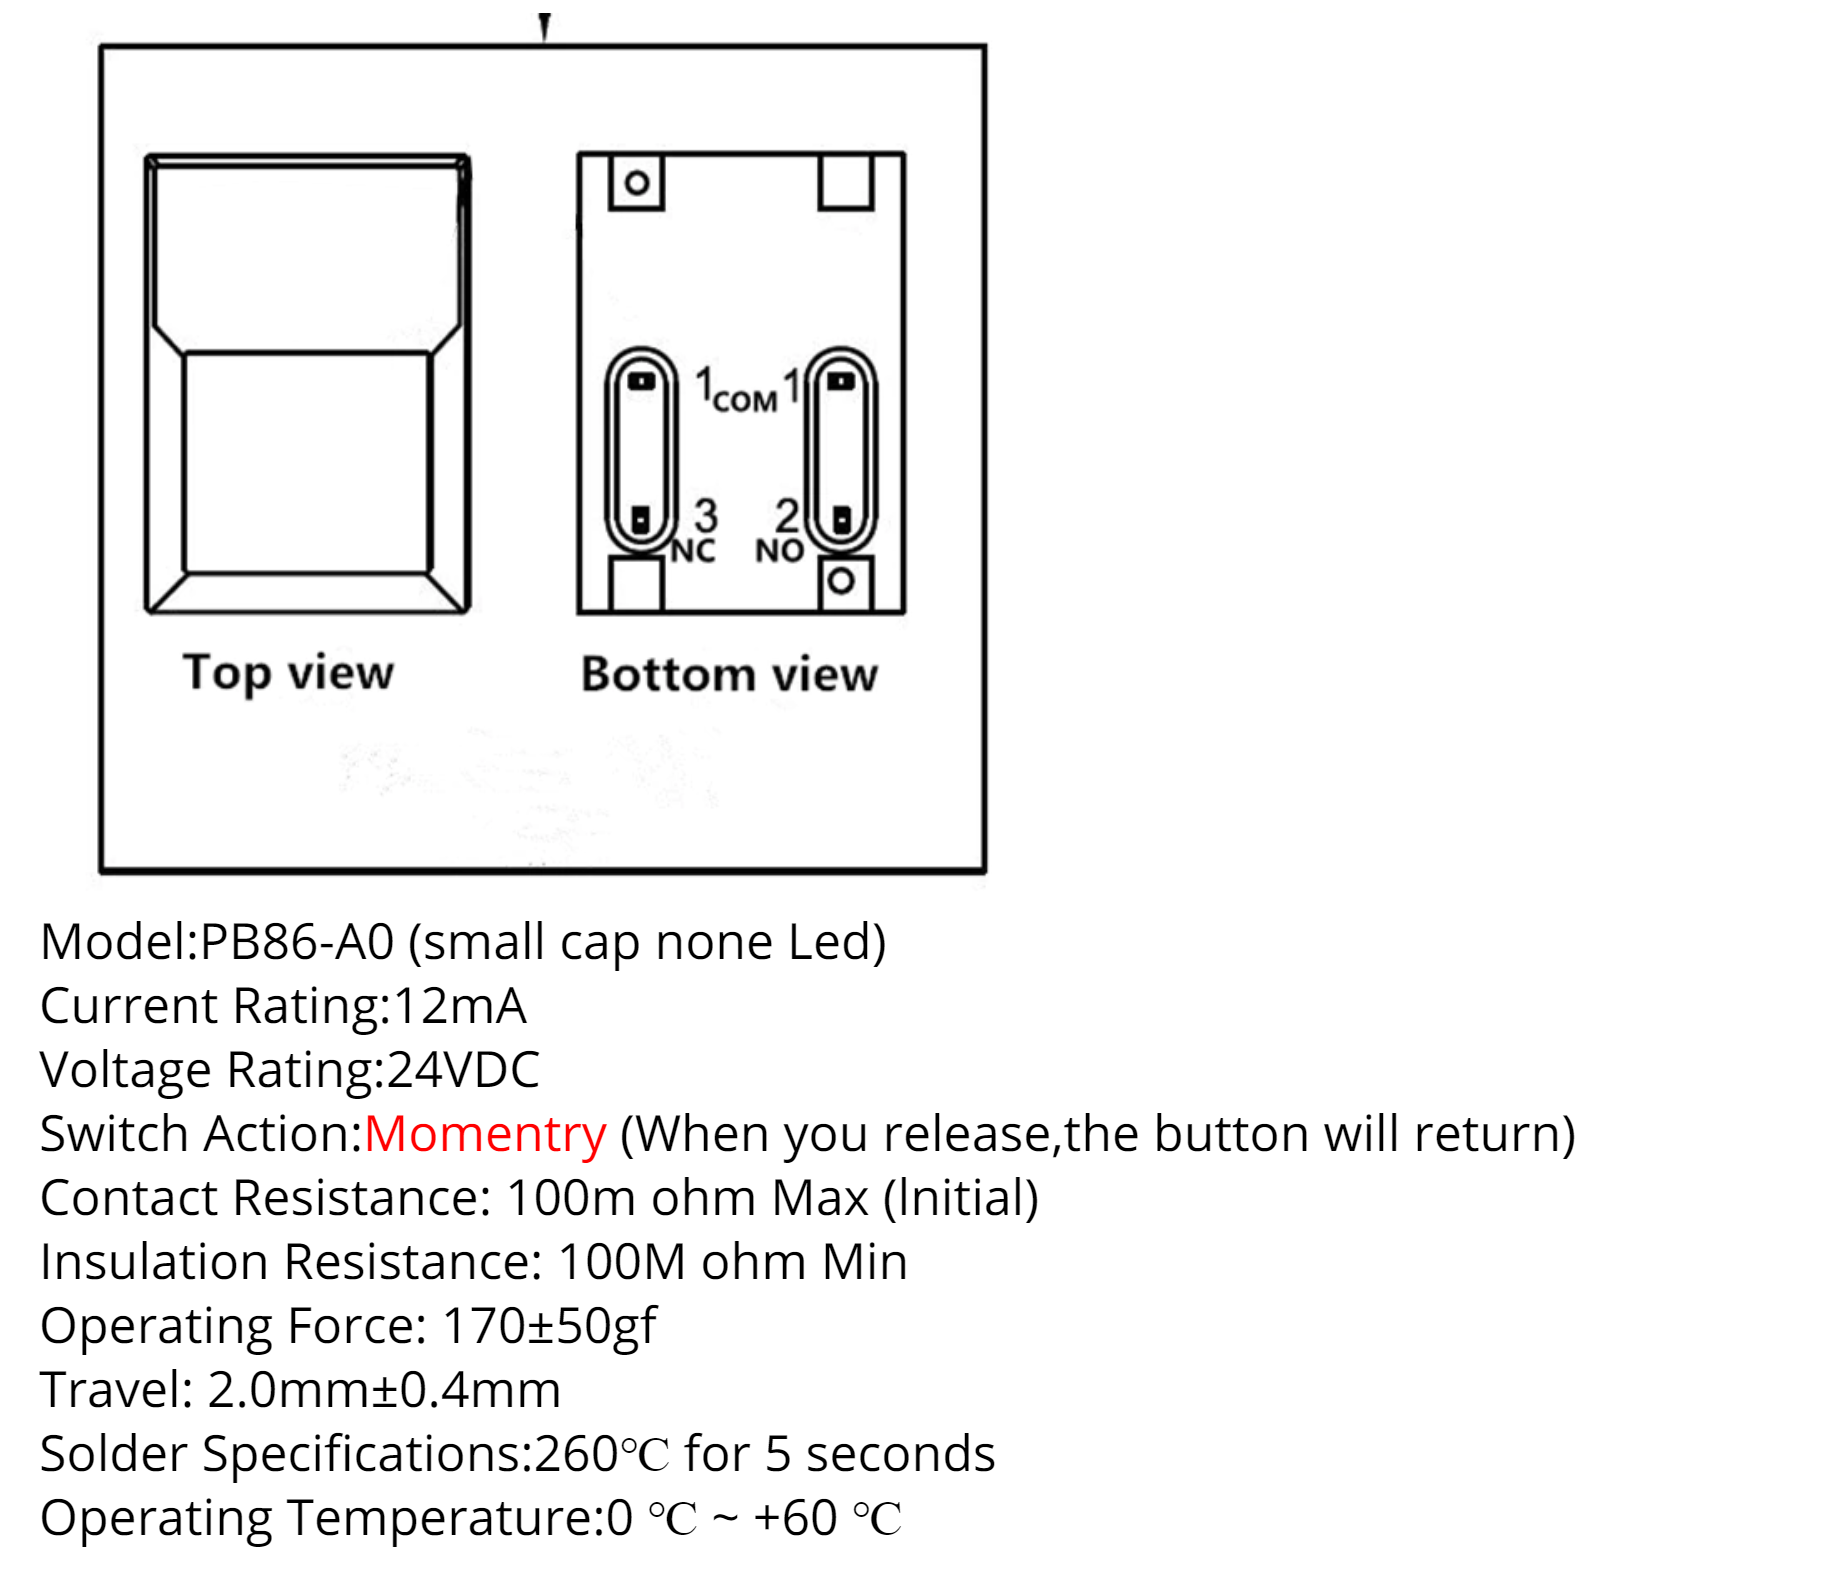 1 COM 1
3 2
NC NO
Top view Bottom view
Model:PB86-A0 (small cap none Led)
Current Rating:12mA
Voltage Rating:24VDC
Switch Action:Momentry (When you release,the button will return)
Contact Resistance: 100m ohm Max (lnitial)
Insulation Resistance: 100M ohm Min
Operating Force: 170±50gf
Travel: 2.0mm±0.4mm
Solder Specifications:260℃ for 5 seconds
Operating Temperature:0 ℃ ~ +60 ℃